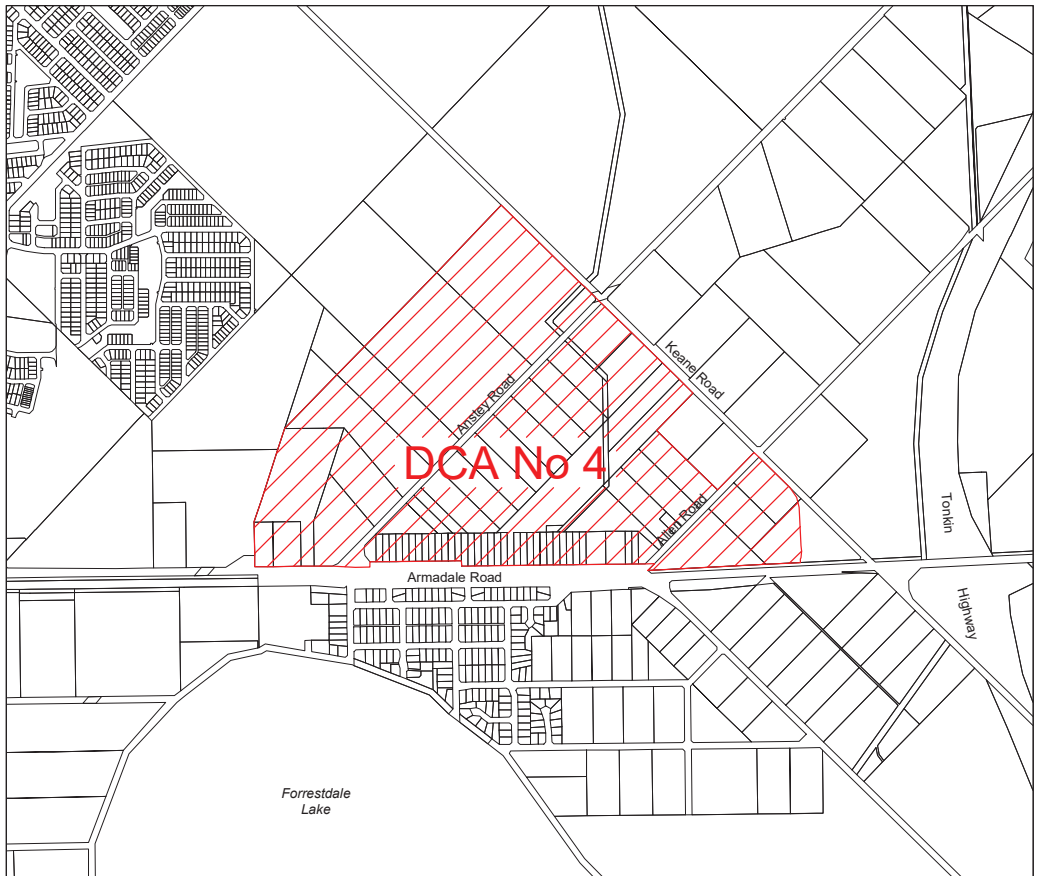 Keane Road
Anstey Road
DCA No 4
Allen Road
Tonkin
Highway
Armadale Road
Forrestdale
Lake